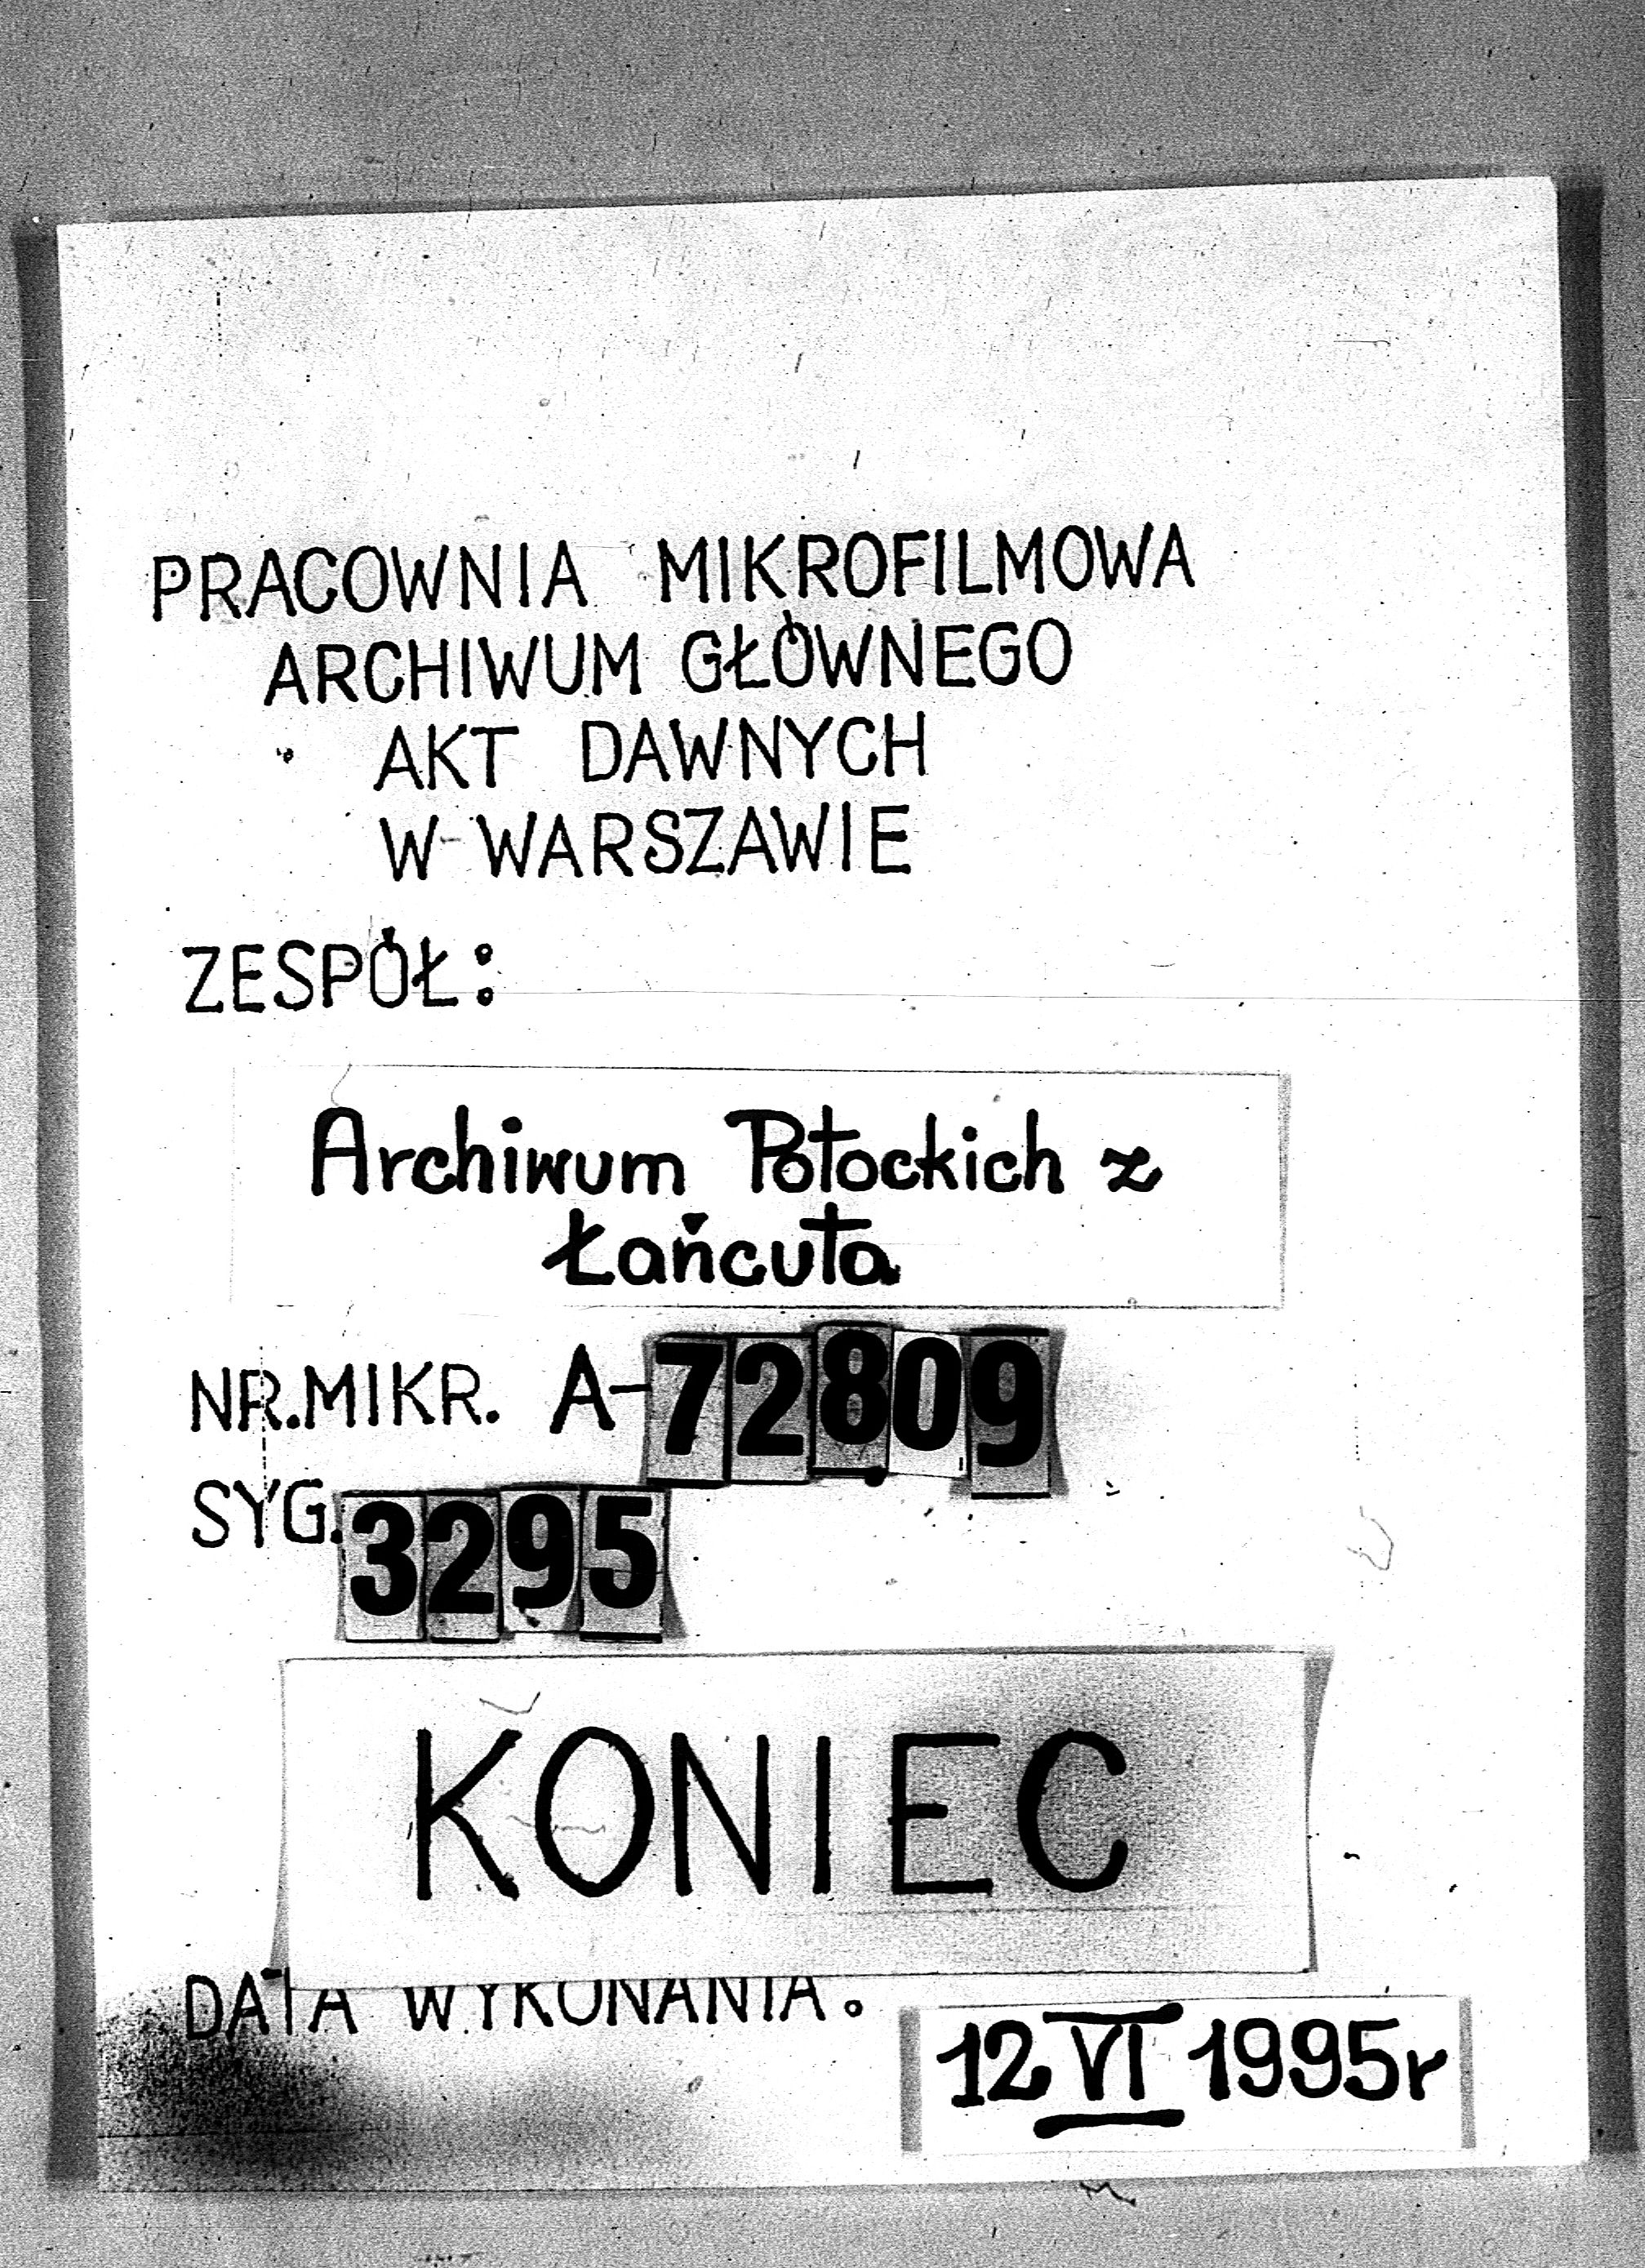 PRACOWNIA MIKROFILMOWA
ARCHIWUM GŁÓWNEGO
AKT DAWNYCH
W WARSZAWIE
ZESPÓŁ:
Archiwum Potockich z
Łańcuta
NR.MIKR. A-72809
SYG. 3295
KONIEC
DATA WYKONANIA:
12 VI 1995r